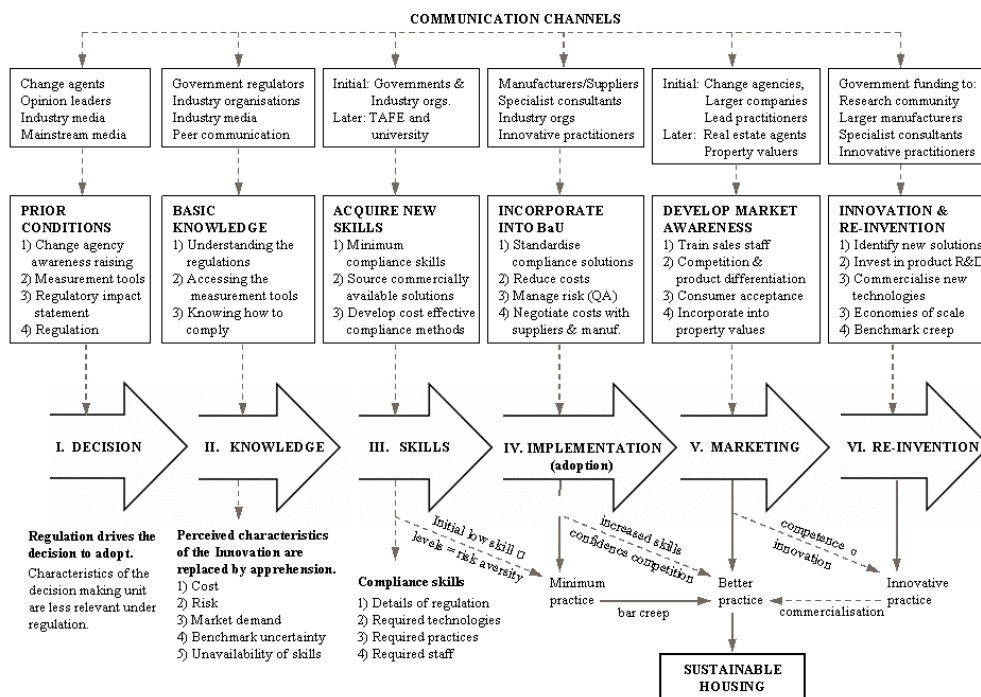 COMMUNICATION CHANNELS
Change agents
Opinion leaders
Industry media
Mainstream media
Government regulators
Industry organisations
Industry media
Peer communication
Initial: Governments &
Industry orgs.
Later: TAFE and
university
Manufacturers/Suppliers
Specialist consultants
Industry orgs
Innovative practitioners
Initial: Change agencies,
Larger companies
Lead practitioners
Later: Real estate agents
Property valuers
Government funding to:
Research community
Larger manufacturers
Specialist consultants
Innovative practitioners
PRIOR
CONDITIONS
1) Change agency
awareness raising
2) Measurement tools
3) Regulatory impact
statement
4) Regulation
BASIC
KNOWLEDGE
1) Understanding the
regulations
2) Accessing the
measurement tools
3) Knowing how to
comply
ACQUIRE NEW
SKILLS
1) Minimum
compliance skills
2) Source commercially
available solutions
3) Develop cost effective
compliance methods
INCORPORATE
INTO BaU
1) Standardise
compliance solutions
2) Reduce costs
3) Manage risk (QA)
4) Negotiate costs with
suppliers & manuf.
DEVELOP MARKET
AWARENESS
1) Train sales staff
2) Competition &
product differentiation
3) Consumer acceptance
4) Incorporate into
property values
INNOVATION &
RE-INVENTION
1) Identify new solutions
2) Invest in product R&D
3) Commercialise new
technologies
3) Economies of scale
4) Benchmark creep
I. DECISION
II. KNOWLEDGE
III. SKILLS
IV. IMPLEMENTATION
(adoption)
V. MARKETING
VI. RE-INVENTION
Regulation drives the
decision to adopt.
Characteristics of the
decision making unit
are less relevant under
regulation.
Perceived characteristics
of the Innovation are
replaced by apprehension.
1) Cost
2) Risk
3) Market demand
4) Benchmark uncertainty
5) Unavailability of skills
Compliance skills
1) Details of regulation
2) Required technologies
3) Required practices
4) Required staff
Initial low skill
levels = risk aversity
Minimum
practice
increased skills
confidence competition
bar creep
Better
practice
competence
innovation
commercialisation
Innovative
practice
SUSTAINABLE
HOUSING